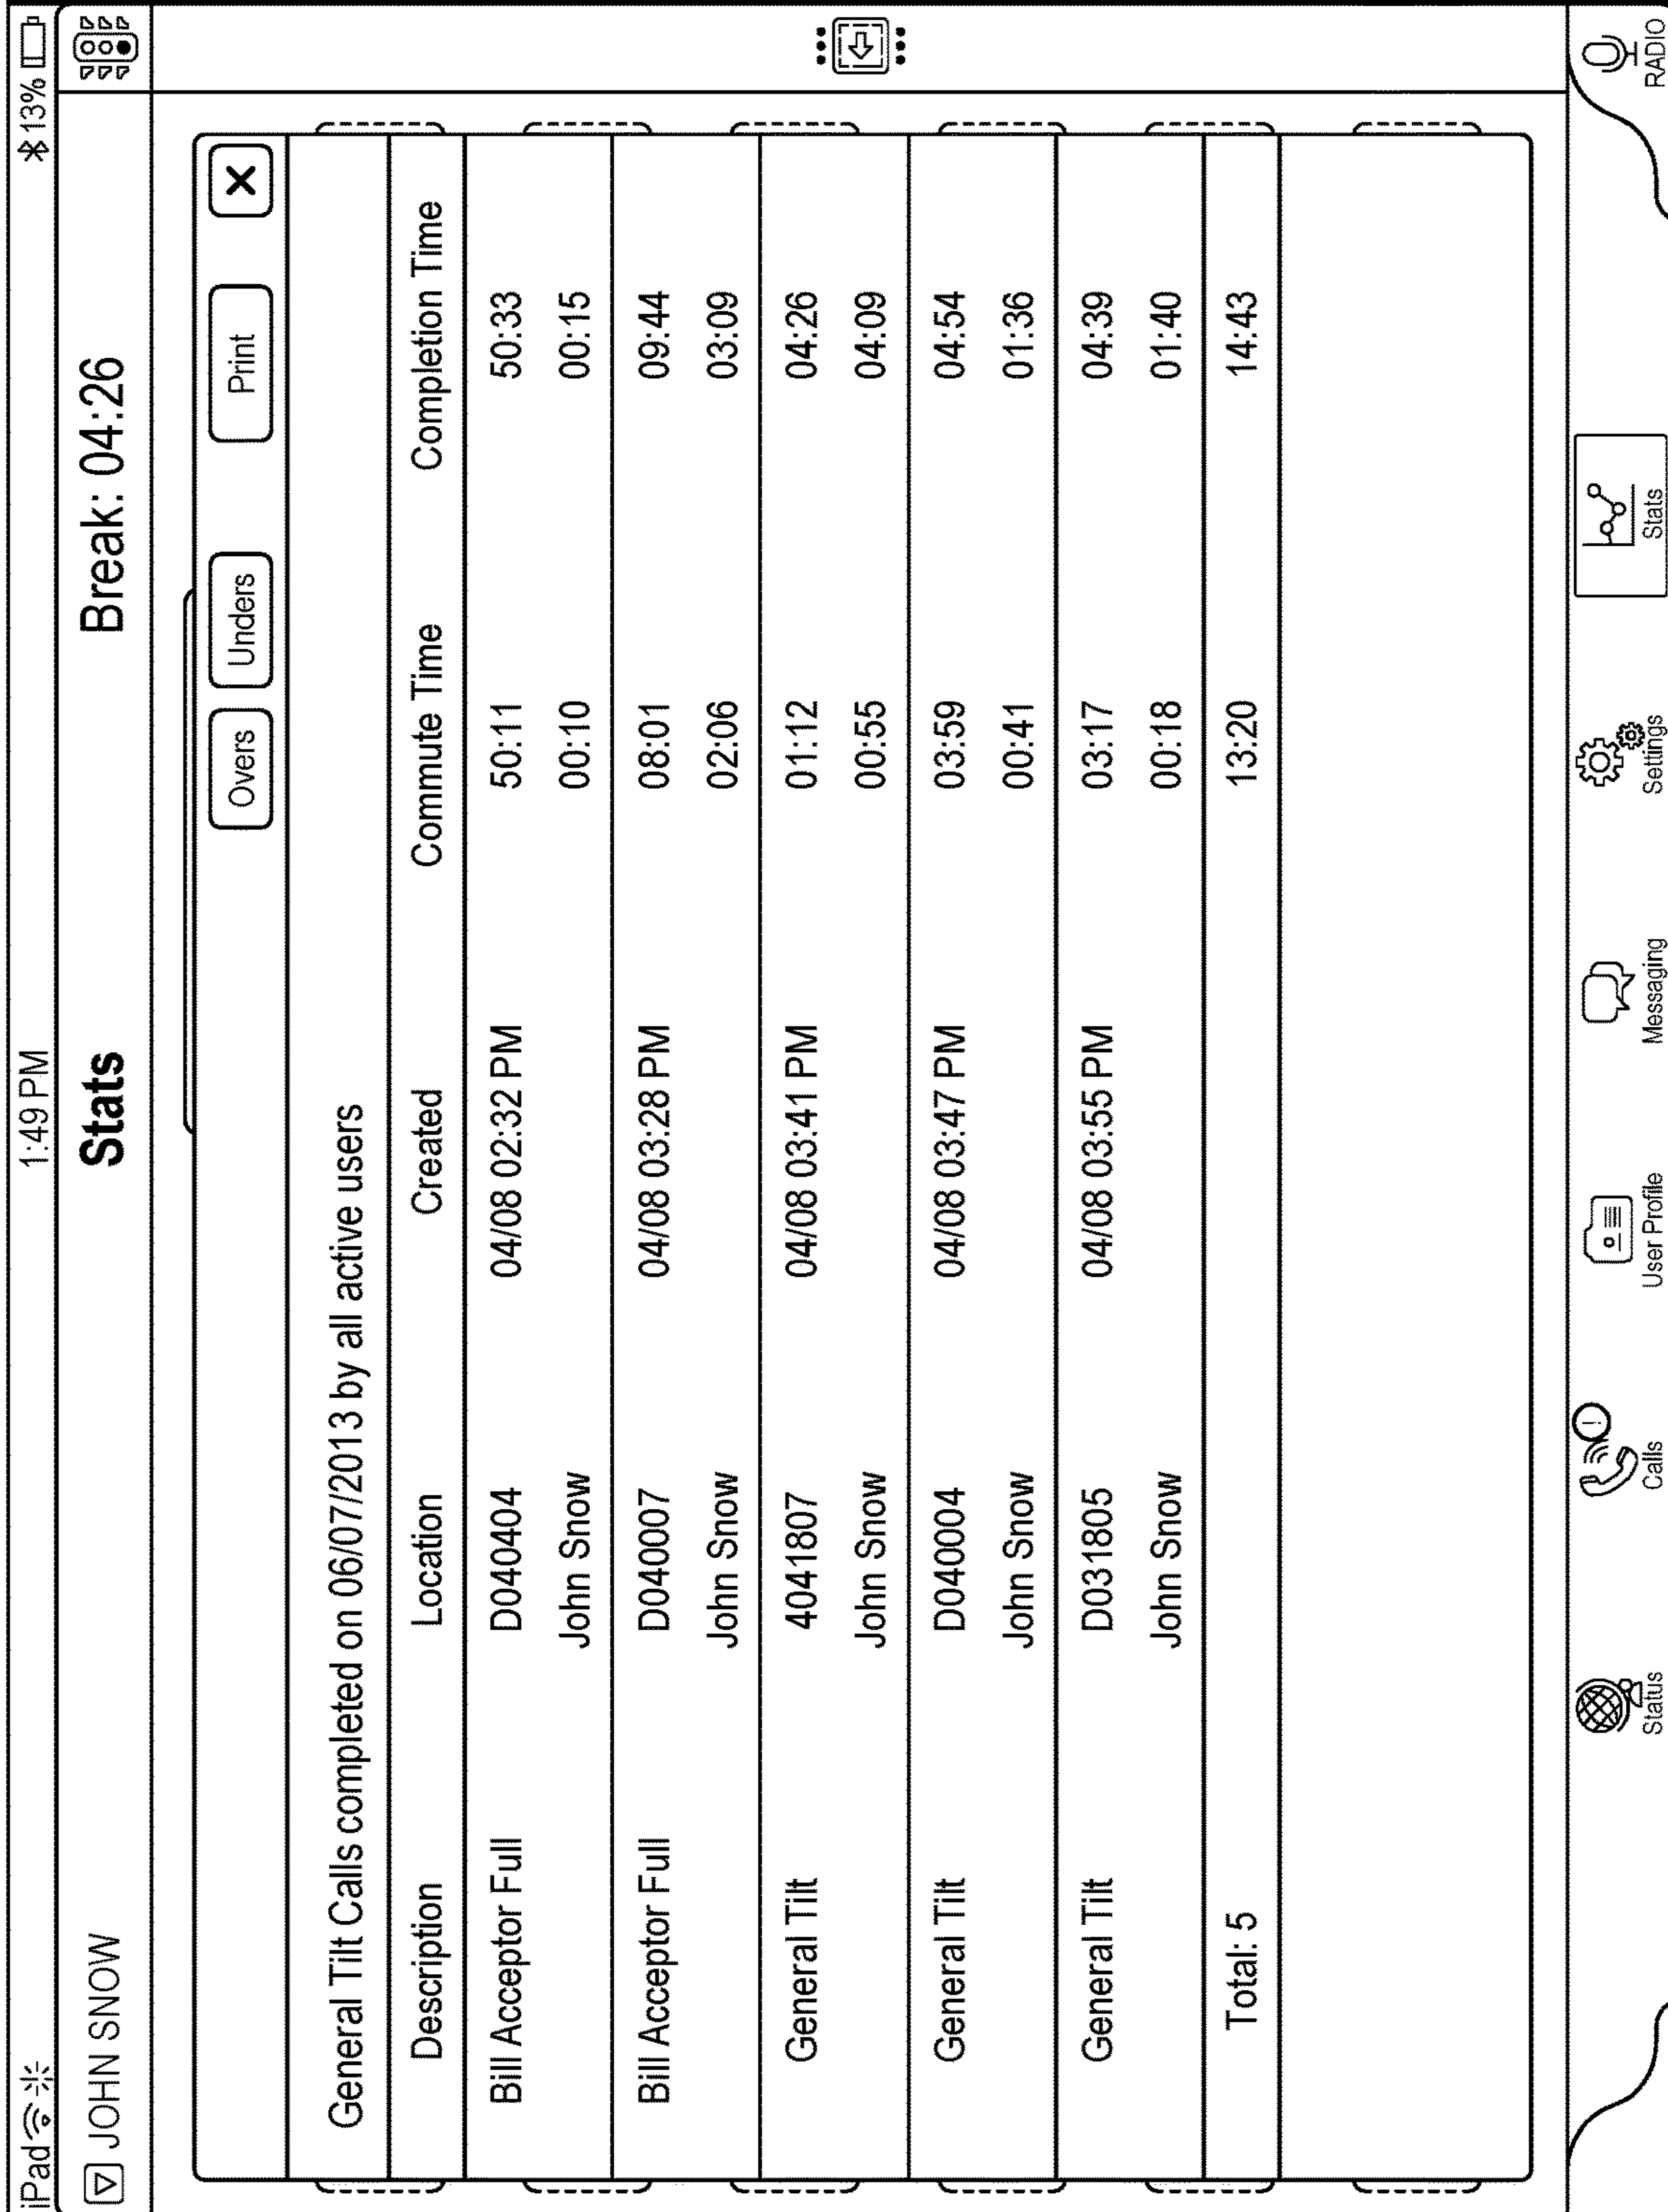 iPad 1:49 PM 13%
JOHN SNOW Stats Break: 04:26
Overs Unders Print X
General Tilt Calls completed on 06/07/2013 by all active users
Description Location Created Commute Time Completion Time
Bill Acceptor Full D040404 04/08 02:32 PM 50:11 50:33
John Snow 00:10 00:15
Bill Acceptor Full D040007 04/08 03:28 PM 08:01 09:44
John Snow 02:06 03:09
General Tilt 4041807 04/08 03:41 PM 01:12 04:26
John Snow 00:55 04:09
General Tilt D040004 04/08 03:47 PM 03:59 04:54
John Snow 00:41 01:36
General Tilt D031805 04/08 03:55 PM 03:17 04:39
John Snow 00:18 01:40
Total: 5 13:20 14:43
Status Calls User Profile Messaging Settings Stats RADIO